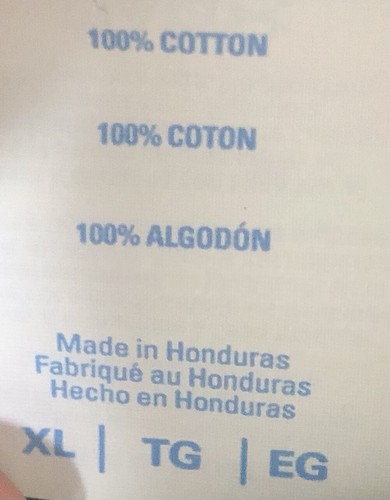 100% COTTON
100% COTON
100% ALGODÓN
Made in Honduras
Fabriqué au Honduras
Hecho en Honduras
XL | TG | EG